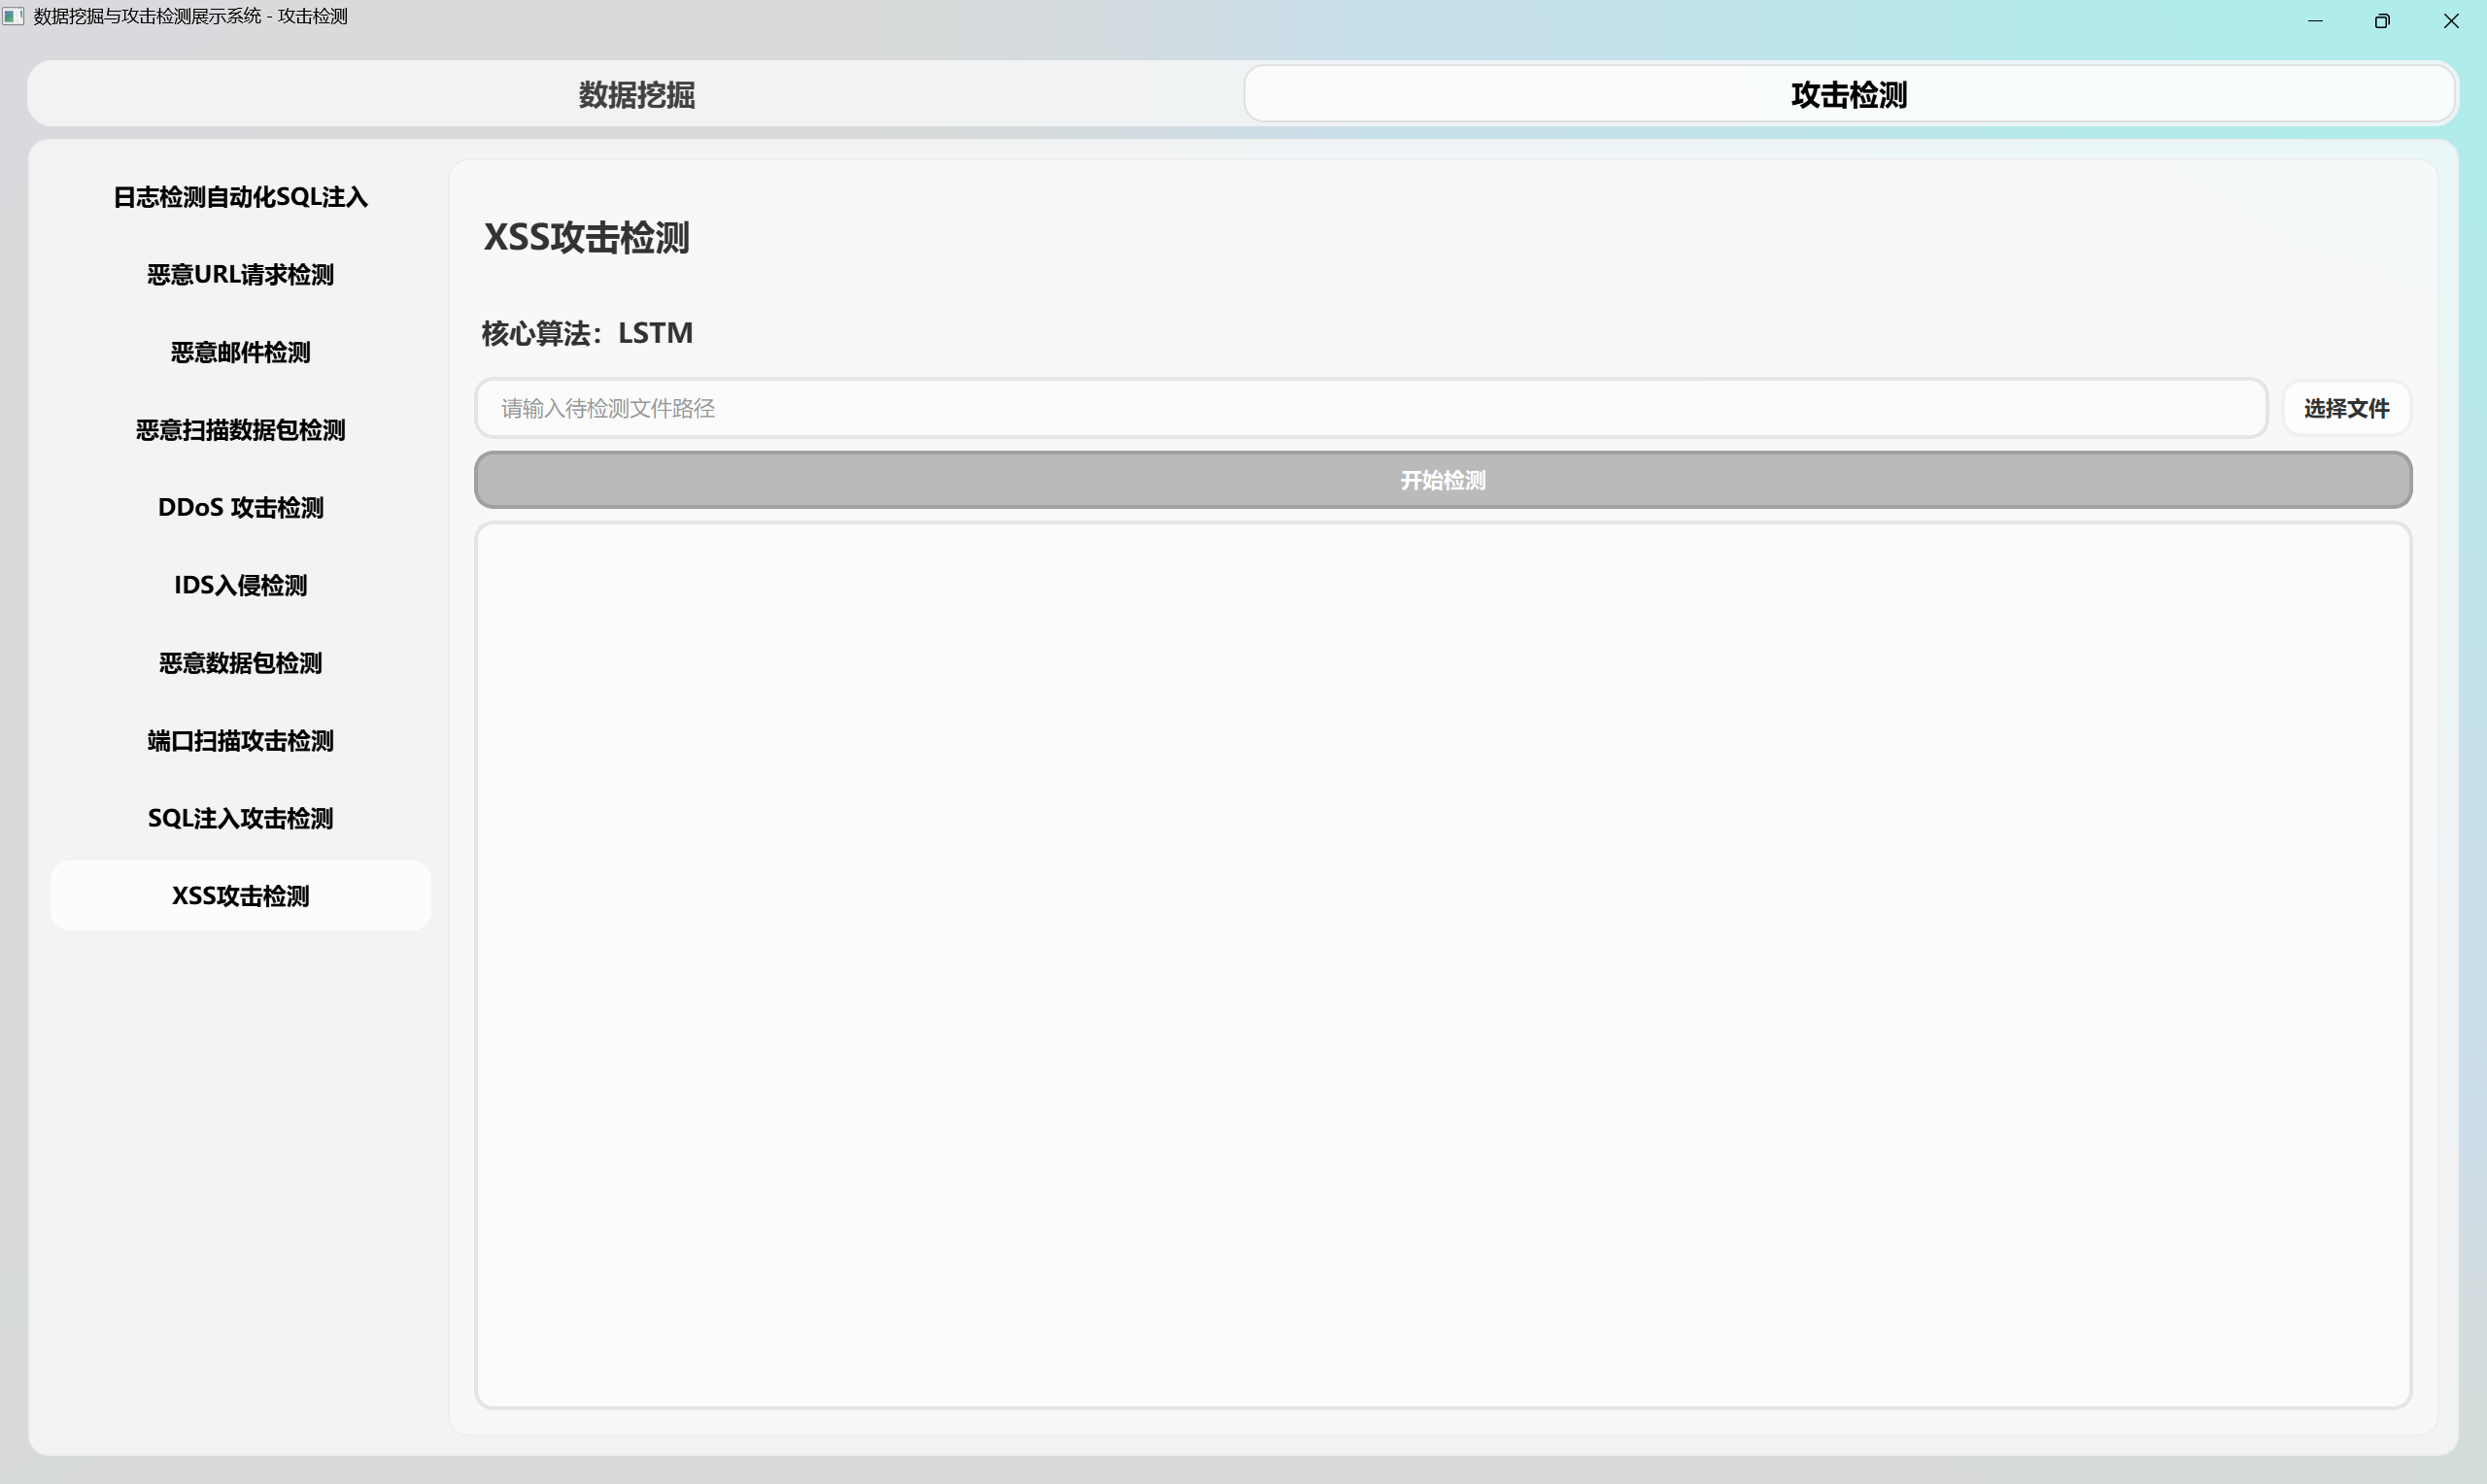 数据挖掘与攻击检测展示系统 - 攻击检测
数据挖掘
攻击检测
日志检测自动化SQL注入
恶意URL请求检测
恶意邮件检测
恶意扫描数据包检测
DDoS 攻击检测
IDS入侵检测
恶意数据包检测
端口扫描攻击检测
SQL注入攻击检测
XSS攻击检测
XSS攻击检测
核心算法：LSTM
请输入待检测文件路径
选择文件
开始检测